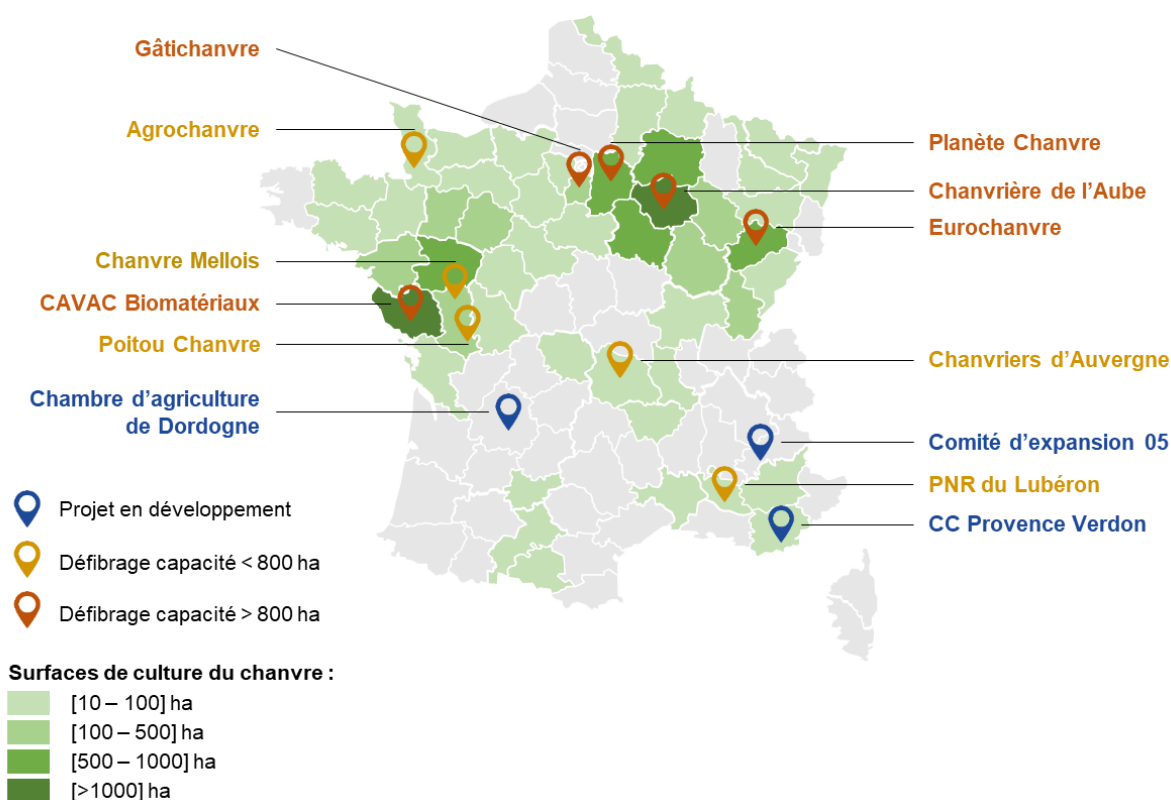 Gâtichanvre
Agrochanvre
Planète Chanvre
Chanvrière de l'Aube
Eurochanvre
Chanvre Mellois
CAVAC Biomatériaux
Poitou Chanvre
Chanvriers d'Auvergne
Chambre d'agriculture
de Dordogne
Comité d'expansion 05
PNR du Lubéron
CC Provence Verdon
Projet en développement
Défibrage capacité < 800 ha
Défibrage capacité > 800 ha
Surfaces de culture du chanvre :
[10 – 100] ha
[100 – 500] ha
[500 – 1000] ha
[>1000] ha